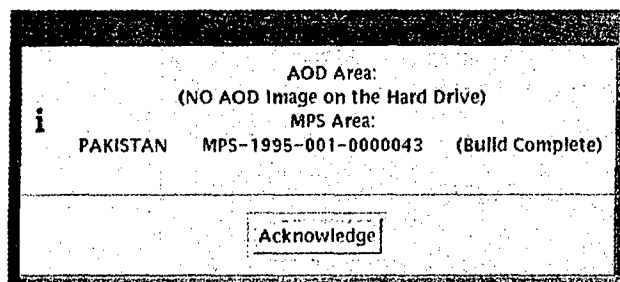 AOD Area:
(NO AOD Image on the Hard Drive)
MPS Area:
PAKISTAN MPS-1995-001-0000043 (Build Complete)
Acknowledge